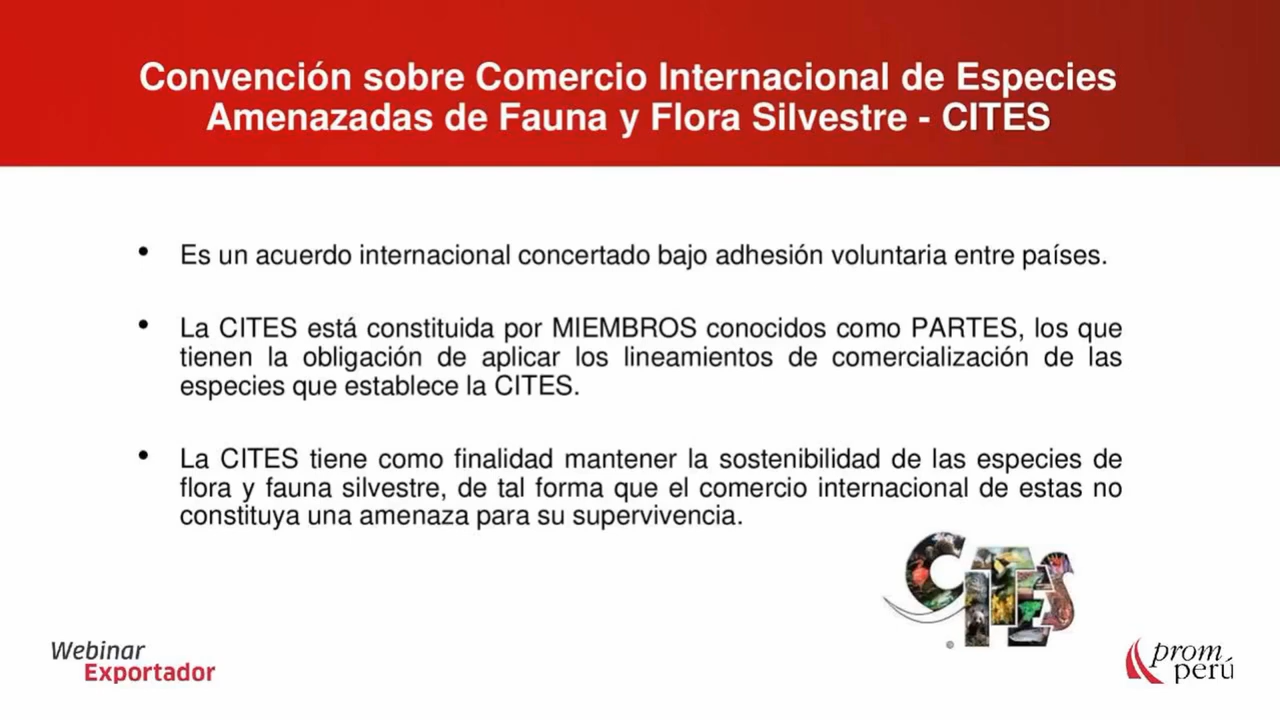 Convención sobre Comercio Internacional de Especies
Amenazadas de Fauna y Flora Silvestre - CITES
• Es un acuerdo internacional concertado bajo adhesión voluntaria entre países.
• La CITES está constituida por MIEMBROS conocidos como PARTES, los que
tienen la obligación de aplicar los lineamientos de comercialización de las
especies que establece la CITES.
• La CITES tiene como finalidad mantener la sostenibilidad de las especies de
flora y fauna silvestre, de tal forma que el comercio internacional de estas no
constituya una amenaza para su supervivencia.
CITES
®
Webinar
Exportador
prom
perú